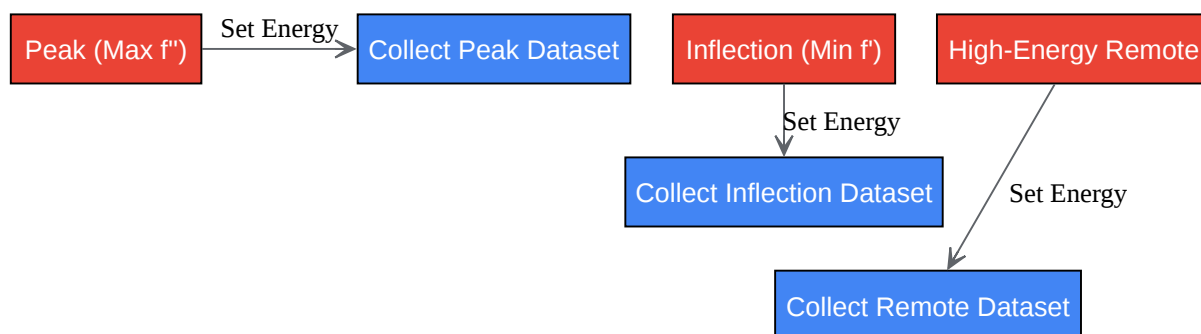 Peak (Max f")
Set Energy
Collect Peak Dataset
Inflection (Min f')
High-Energy Remote
Set Energy
Collect Inflection Dataset
Set Energy
Collect Remote Dataset